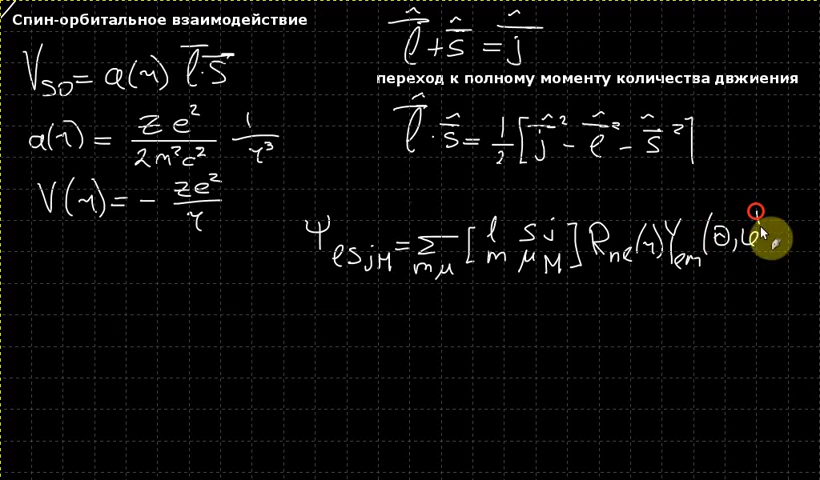 Спин-орбитальное взаимодействие
V_SO = a(r) l̅·s̅
a(r) = Ze²/(2m²c²) 1/r³
V(r) = - Ze²/r
l̂ + ŝ = ĵ
переход к полному моменту количества двжиения
l̂ · ŝ = 1/2 [ĵ² - l̂² - ŝ²]
Ψ_lsjM = Σ_mμ [l s j m μ M] R_nl(r) Y_lm(θ,φ